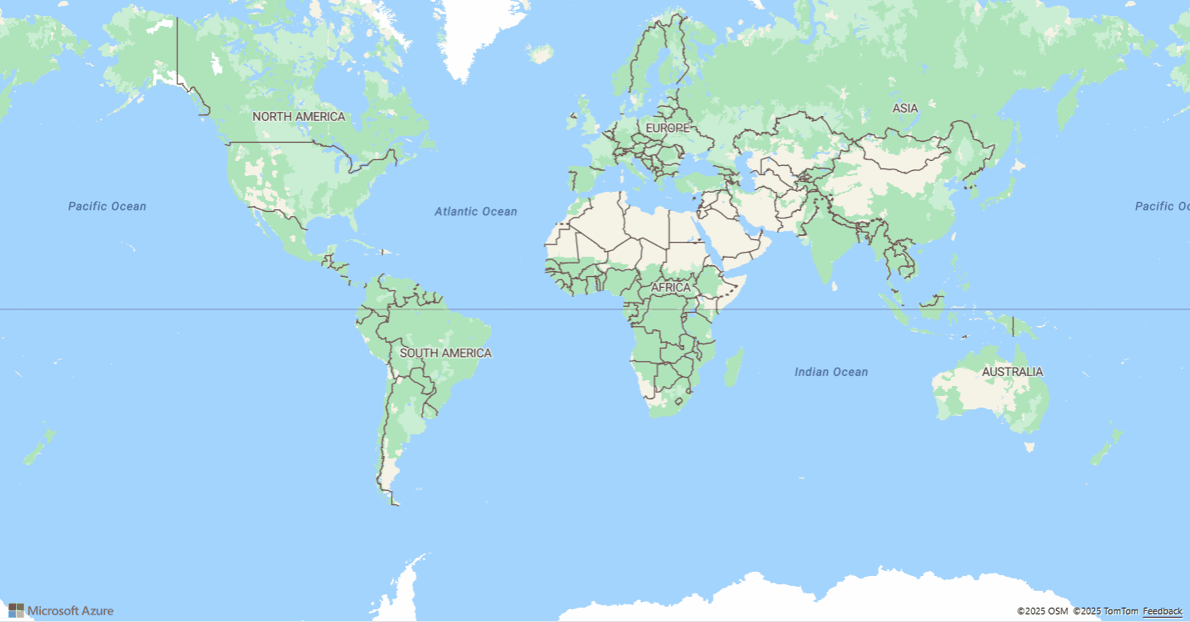 NORTH AMERICA
ASIA
EUROPE
Pacific Ocean
Atlantic Ocean
Pacific Oc
AFRICA
SOUTH AMERICA
Indian Ocean
AUSTRALIA
Microsoft Azure
©2025 OSM ©2025 TomTom Feedback